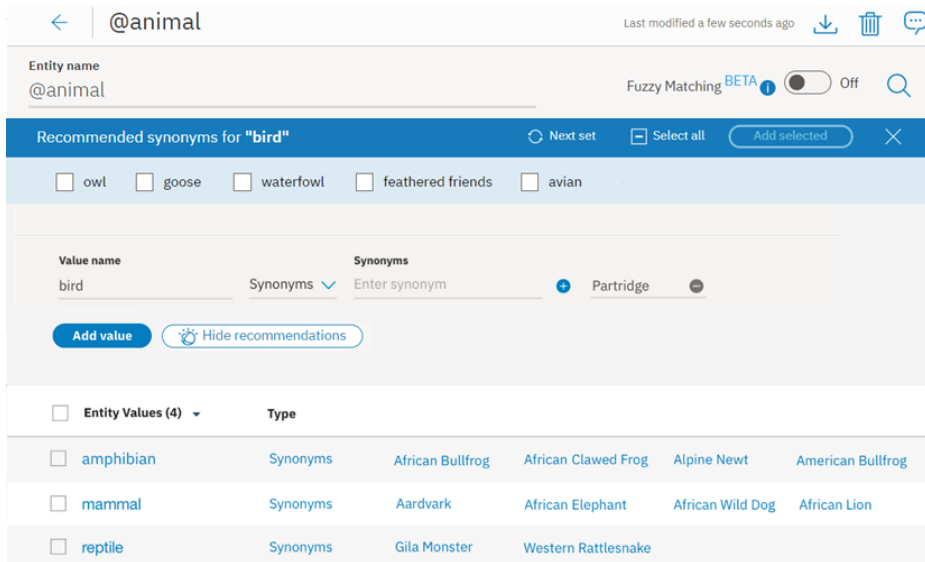 @animal
Last modified a few seconds ago
Entity name
@animal
Fuzzy Matching BETA i Off
Recommended synonyms for "bird" Next set Select all Add selected
owl goose waterfowl feathered friends avian
Value name Synonyms
bird Synonyms Enter synonym Partridge
Add value Hide recommendations
Entity Values (4) Type
amphibian Synonyms African Bullfrog African Clawed Frog Alpine Newt American Bullfrog
mammal Synonyms Aardvark African Elephant African Wild Dog African Lion
reptile Synonyms Gila Monster Western Rattlesnake